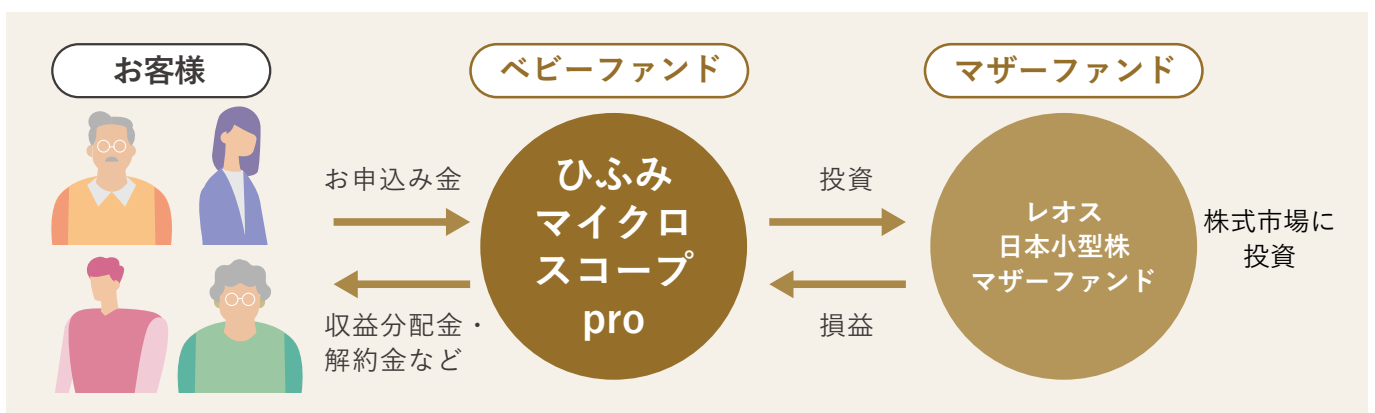 お客様
ベビーファンド
マザーファンド
お申込み金
収益分配金・
解約金など
ひふみ
マイクロ
スコープ
pro
投資
損益
レオス
日本小型株
マザーファンド
株式市場に
投資